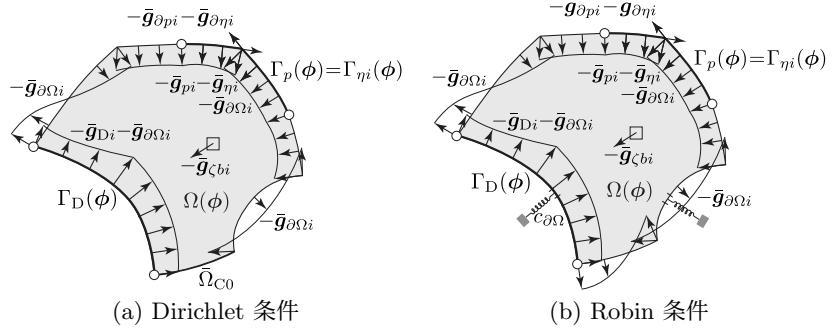 −ḡ∂pi−ḡ∂ηi
Γp(ϕ)=Γηi(ϕ)
−ḡpi−ḡηi
−ḡ∂Ωi
−ḡ∂Ωi
−ḡDi−ḡ∂Ωi
−ḡζbi
ΓD(ϕ)
Ω(ϕ)
−ḡ∂Ωi
Ω̄C0
(a) Dirichlet 条件
−g∂pi−g∂ηi
Γp(ϕ)=Γηi(ϕ)
−ḡ∂Ωi
−ḡpi−ḡηi
−ḡ∂Ωi
−ḡDi−ḡ∂Ωi
−ḡζbi
ΓD(ϕ)
Ω(ϕ)
−ḡ∂Ωi
c∂Ω
(b) Robin 条件